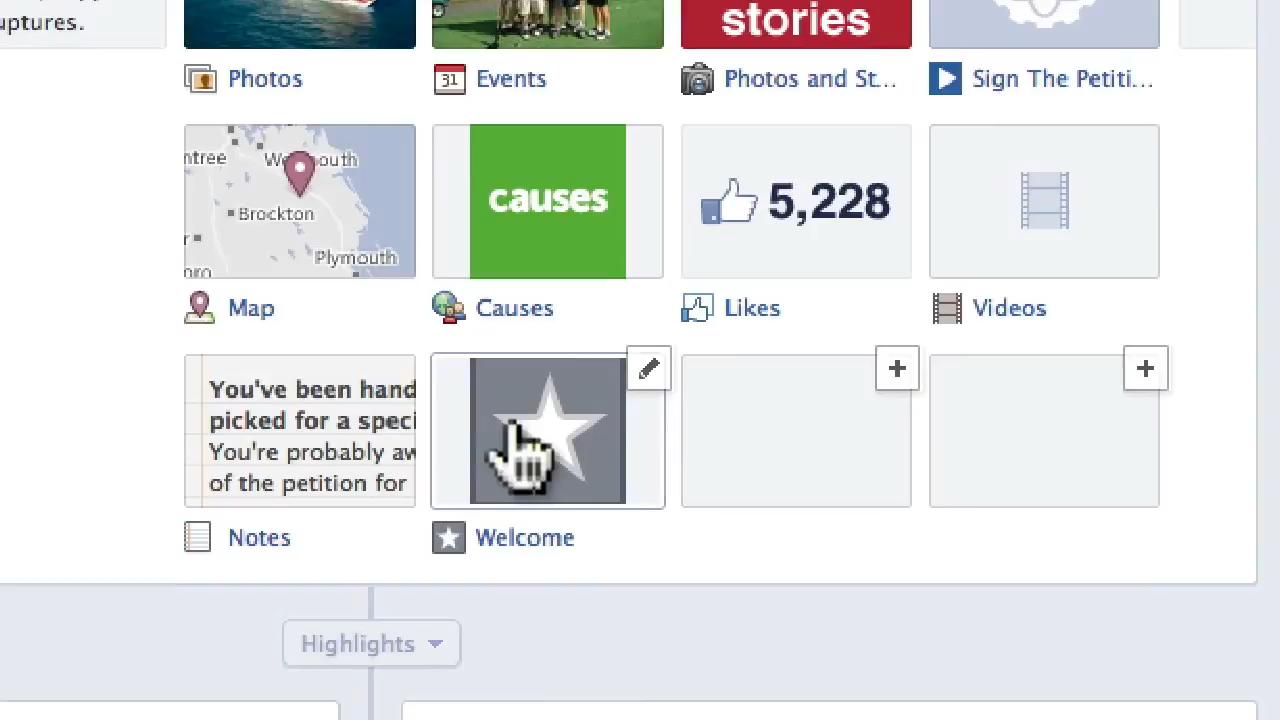 uptures.
stories
Photos
31 Events
Photos and St...
Sign The Petiti...
ntree
Weymouth
Brockton
Plymouth
causes
5,228
Map
Causes
Likes
Videos
You've been hand
picked for a speci
You're probably aw
of the petition for
Notes
Welcome
Highlights